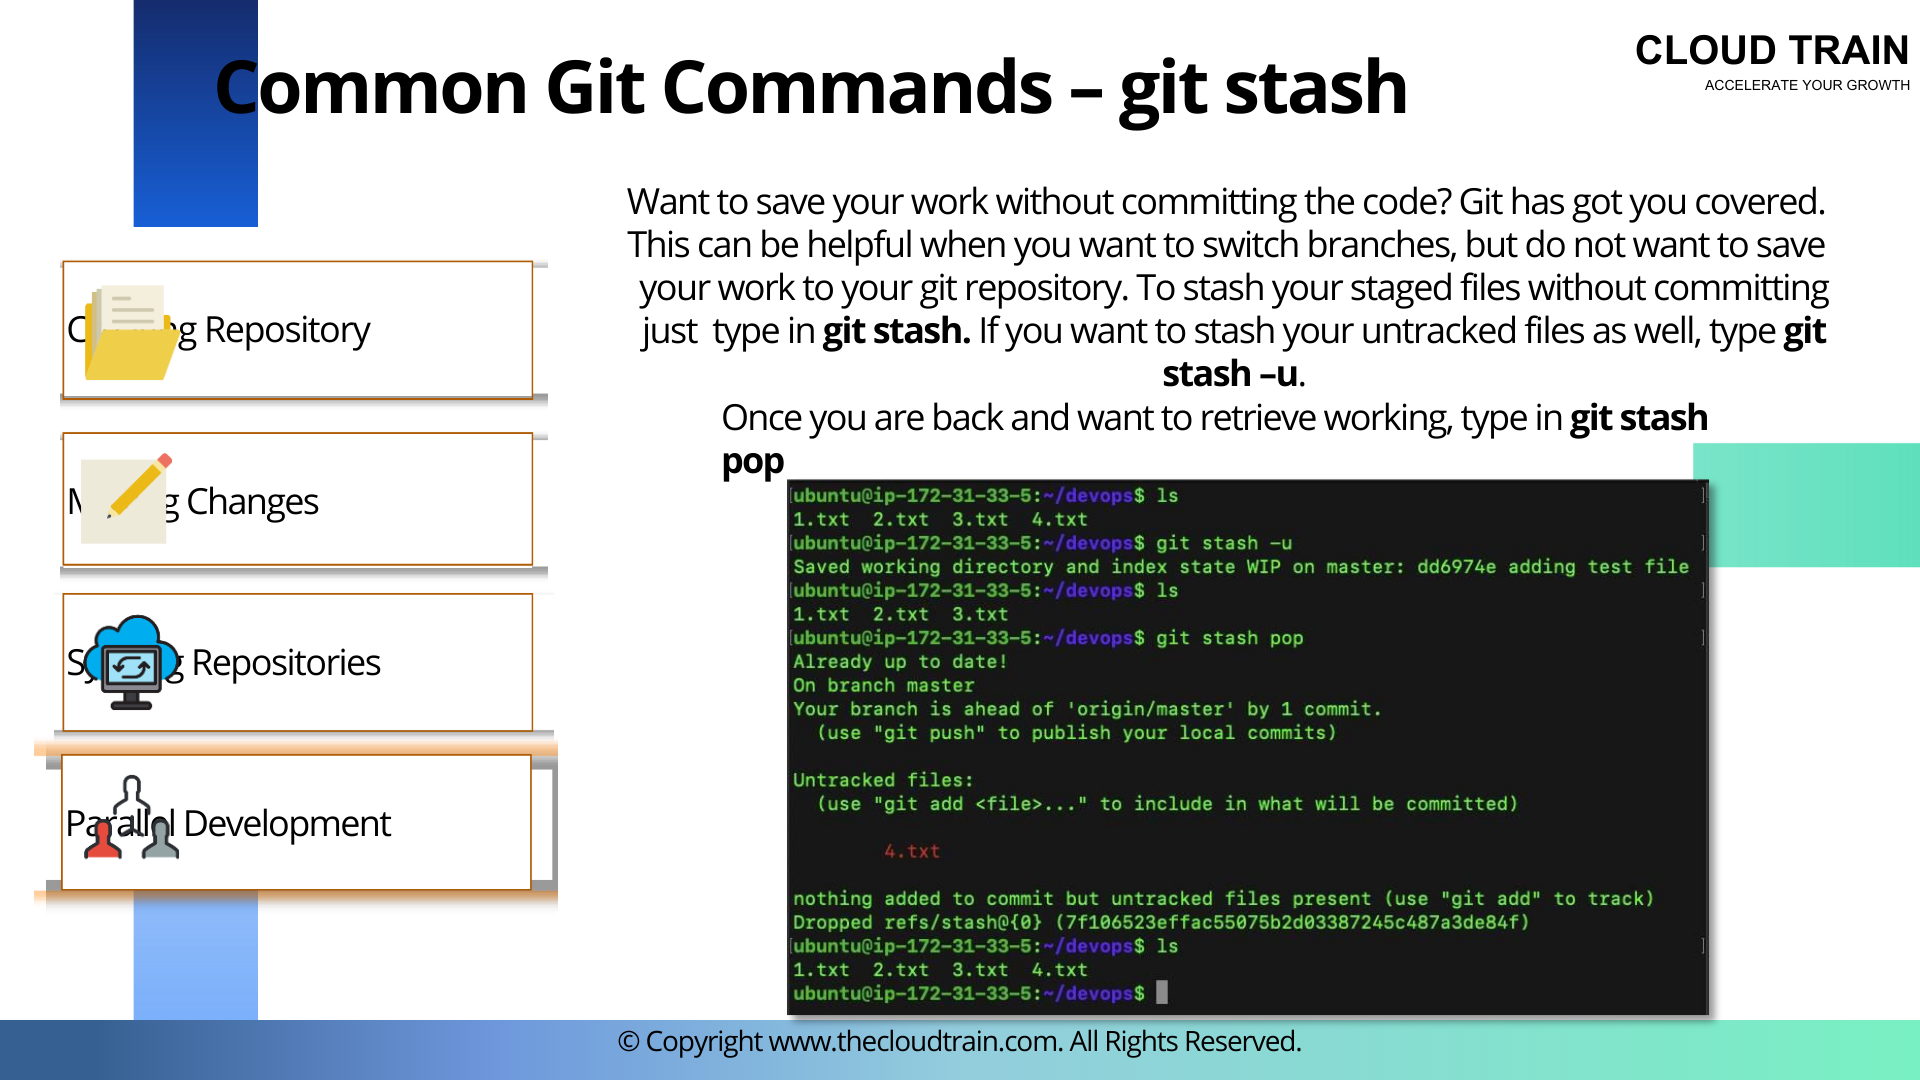 Common Git Commands – git stash
CLOUD TRAIN
ACCELERATE YOUR GROWTH
Want to save your work without committing the code? Git has got you covered.
This can be helpful when you want to switch branches, but do not want to save
your work to your git repository. To stash your staged files without committing
just type in git stash. If you want to stash your untracked files as well, type git
stash –u.
Once you are back and want to retrieve working, type in git stash
pop
Repository
Changes
Repositories
Parallel Development
ubuntu@ip-172-31-33-5:~/devops$ ls
1.txt 2.txt 3.txt 4.txt
ubuntu@ip-172-31-33-5:~/devops$ git stash -u
Saved working directory and index state WIP on master: dd6974e adding test file
ubuntu@ip-172-31-33-5:~/devops$ ls
1.txt 2.txt 3.txt
ubuntu@ip-172-31-33-5:~/devops$ git stash pop
Already up to date!
On branch master
Your branch is ahead of 'origin/master' by 1 commit.
(use "git push" to publish your local commits)
Untracked files:
(use "git add <file>..." to include in what will be committed)
4.txt
nothing added to commit but untracked files present (use "git add" to track)
Dropped refs/stash@{0} (7f106523effac55075b2d03387245c487a3de84f)
ubuntu@ip-172-31-33-5:~/devops$ ls
1.txt 2.txt 3.txt 4.txt
ubuntu@ip-172-31-33-5:~/devops$
© Copyright www.thecloudtrain.com. All Rights Reserved.